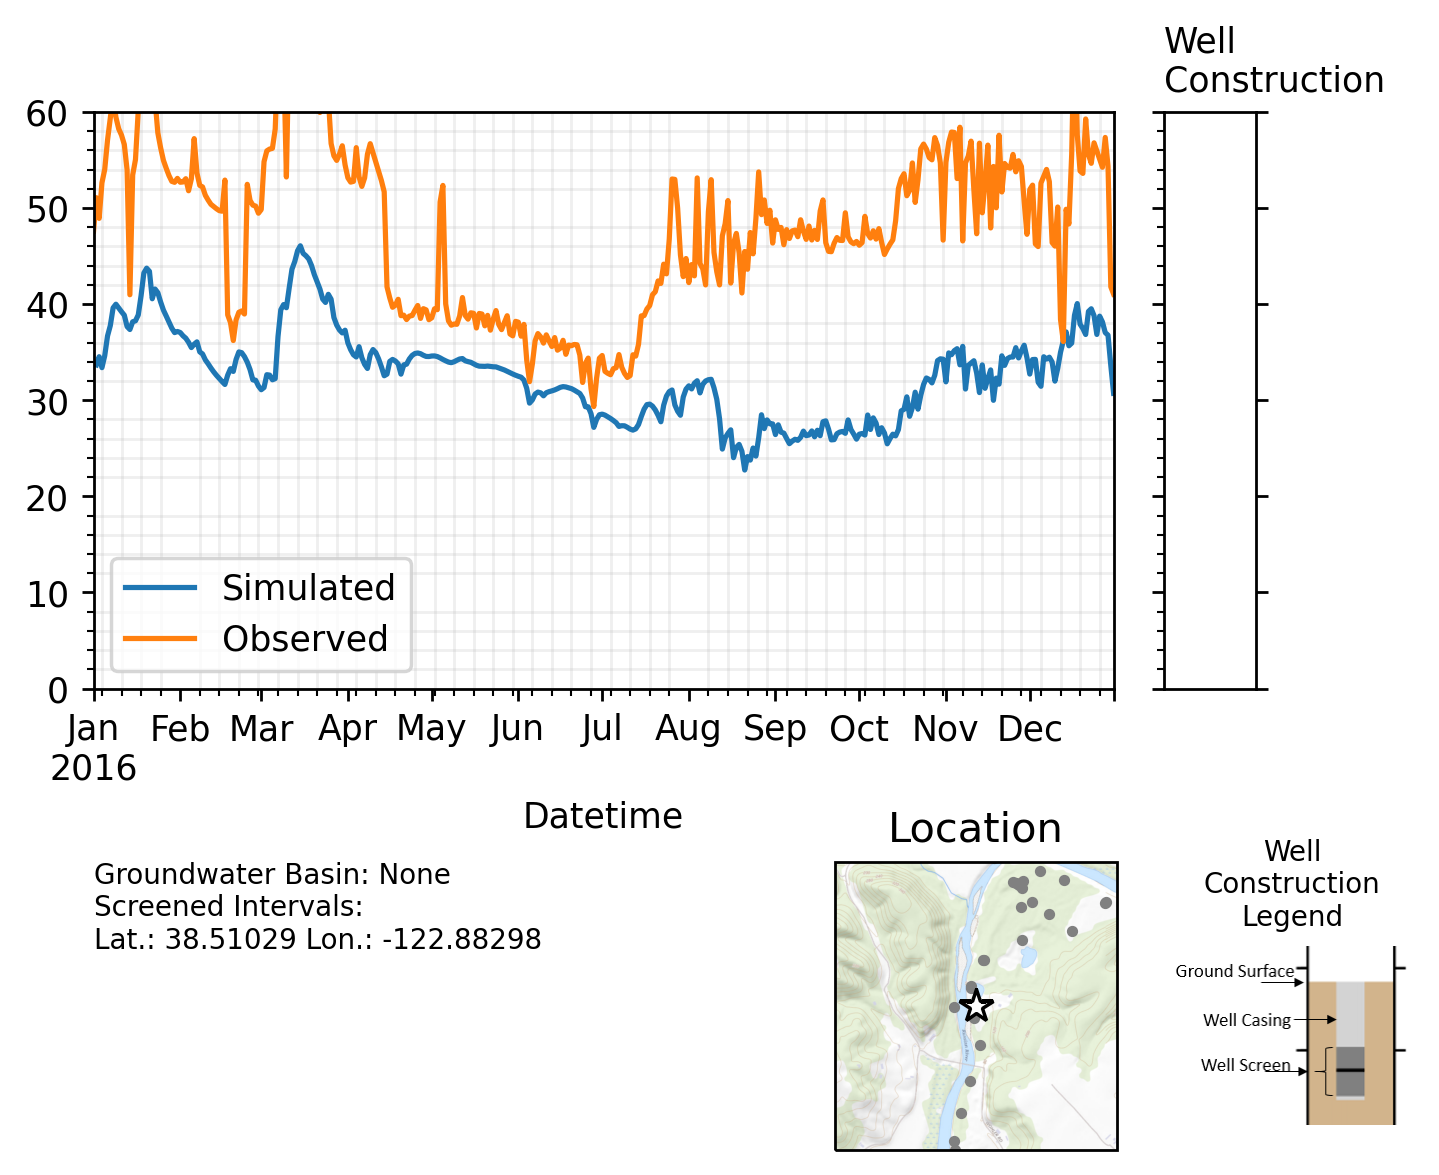 Well
Construction
60
50
40
30
20
10
0
Simulated
Observed
Jan Feb Mar Apr May Jun Jul Aug Sep Oct Nov Dec
2016
Datetime
Groundwater Basin: None
Screened Intervals:
Lat.: 38.51029 Lon.: -122.88298
Location
Well
Construction
Legend
Ground Surface
Well Casing
Well Screen